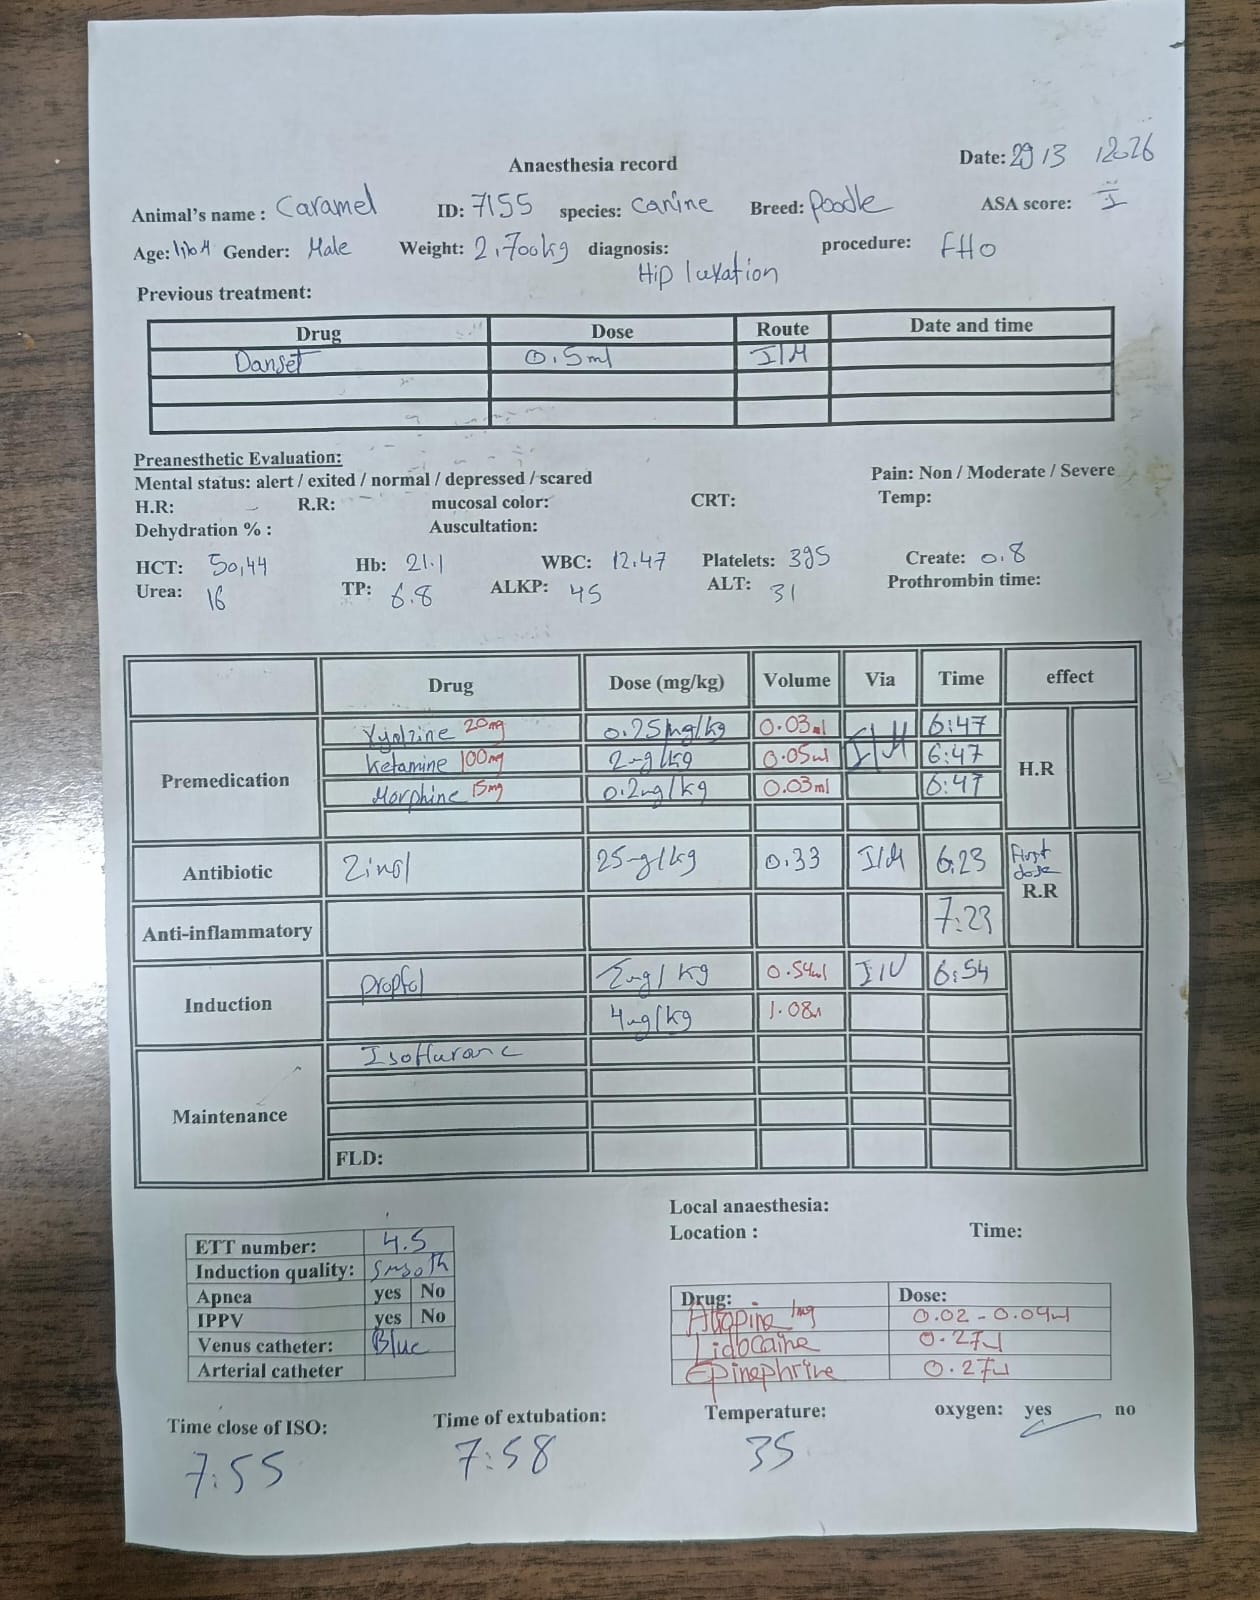 Anaesthesia record
Date: 29/3/2026
Animal's name : Caramel ID: 7155 species: canine Breed: Poodle ASA score: I
Age: Gender: Male Weight: 2.700kg diagnosis: Hip luxation procedure: FHO
Previous treatment:
Drug Dose Route Date and time
Danset 0.5ml I/M
Preanesthetic Evaluation:
Mental status: alert / exited / normal / depressed / scared Pain: Non / Moderate / Severe
H.R: R.R: mucosal color: CRT: Temp:
Dehydration % : Auscultation:
HCT: 50,44 Hb: 21.1 WBC: 12.47 Platelets: 395 Create: 0.8
Urea: 16 TP: 6.8 ALKP: 45 ALT: 31 Prothrombin time:
Drug Dose (mg/kg) Volume Via Time effect
Premedication
Xylazine 20mg 0.25mg/kg 0.03ml I/M 6:47
Ketamine 100mg 2mg/kg 0.05ml 6:47 H.R
Morphine 15mg 0.2mg/kg 0.03ml 6:47
Antibiotic Zinol 25mg/kg 0.33 I/M 6:23 First dose
R.R
Anti-inflammatory 7:23
Induction
Propfol 2mg/kg 0.54ml I/V 6:54
4mg/kg 1.08
Maintenance
Isoflurane
FLD:
Local anaesthesia:
Location : Time:
ETT number: 4.5
Induction quality: Smooth
Apnea yes No
IPPV yes No
Venus catheter: Blue
Arterial catheter
Drug: Dose:
Atropine 1mg 0.02 - 0.04ml
Lidocaine 0.27ml
Epinephrine 0.27ml
Time close of ISO: Time of extubation: Temperature: oxygen: yes no
7:55 7:58 35